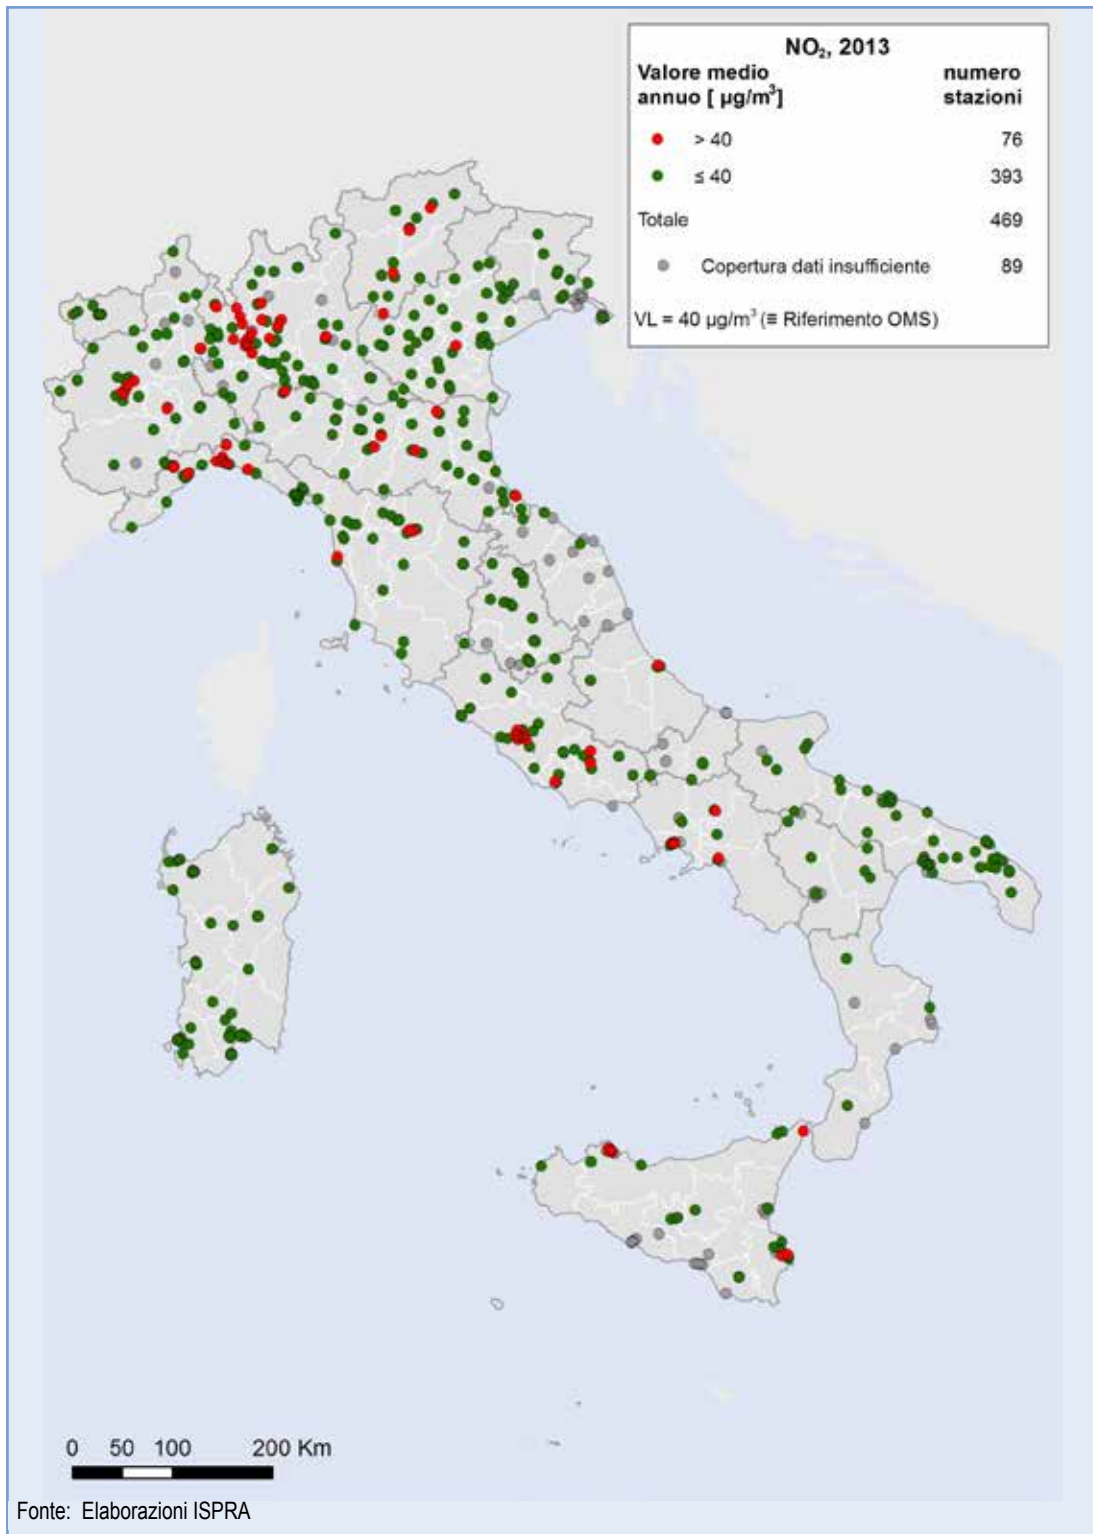 NO₂, 2013
Valore medio annuo [ µg/m³] numero stazioni
> 40 76
≤ 40 393
Totale 469
Copertura dati insufficiente 89
VL = 40 µg/m³ (≡ Riferimento OMS)
0 50 100 200 Km
Fonte: Elaborazioni ISPRA